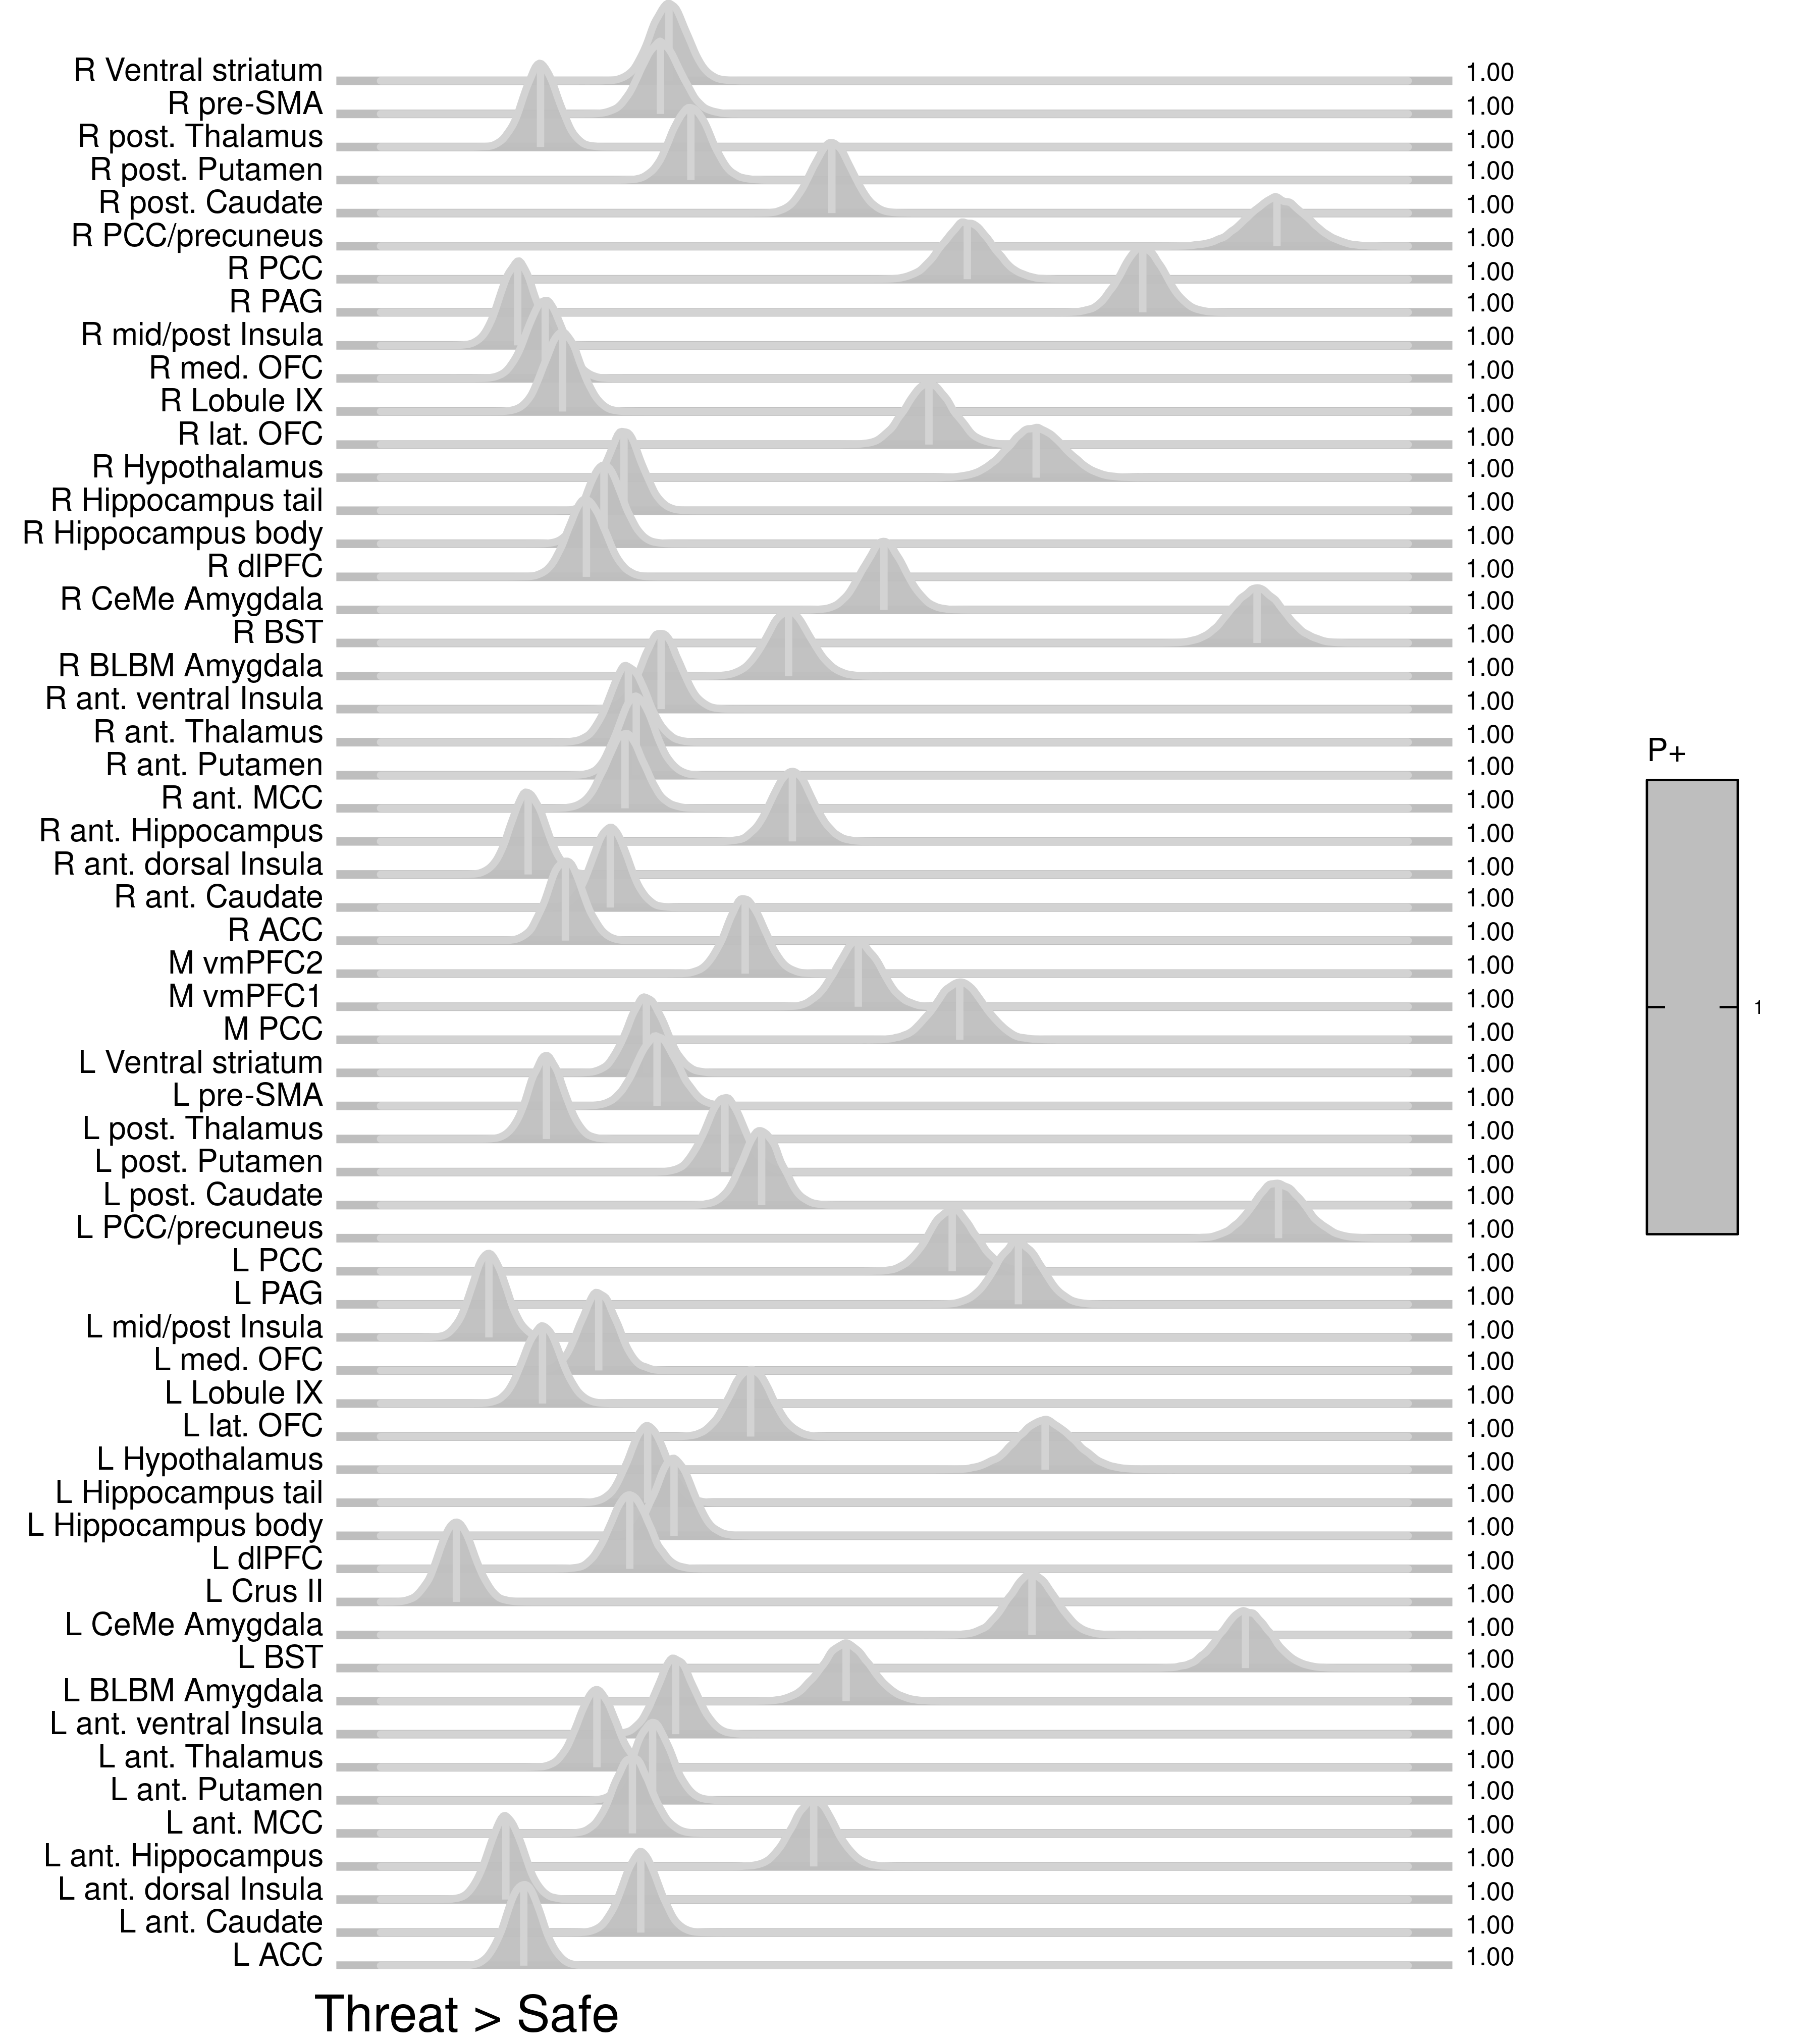 R Ventral striatum 1.00
R pre-SMA 1.00
R post. Thalamus 1.00
R post. Putamen 1.00
R post. Caudate 1.00
R PCC/precuneus 1.00
R PCC 1.00
R PAG 1.00
R mid/post Insula 1.00
R med. OFC 1.00
R Lobule IX 1.00
R lat. OFC 1.00
R Hypothalamus 1.00
R Hippocampus tail 1.00
R Hippocampus body 1.00
R dlPFC 1.00
R CeMe Amygdala 1.00
R BST 1.00
R BLBM Amygdala 1.00
R ant. ventral Insula 1.00
R ant. Thalamus 1.00
R ant. Putamen 1.00
R ant. MCC 1.00
R ant. Hippocampus 1.00
R ant. dorsal Insula 1.00
R ant. Caudate 1.00
R ACC 1.00
M vmPFC2 1.00
M vmPFC1 1.00
M PCC 1.00
L Ventral striatum 1.00
L pre-SMA 1.00
L post. Thalamus 1.00
L post. Putamen 1.00
L post. Caudate 1.00
L PCC/precuneus 1.00
L PCC 1.00
L PAG 1.00
L mid/post Insula 1.00
L med. OFC 1.00
L Lobule IX 1.00
L lat. OFC 1.00
L Hypothalamus 1.00
L Hippocampus tail 1.00
L Hippocampus body 1.00
L dlPFC 1.00
L Crus II 1.00
L CeMe Amygdala 1.00
L BST 1.00
L BLBM Amygdala 1.00
L ant. ventral Insula 1.00
L ant. Thalamus 1.00
L ant. Putamen 1.00
L ant. MCC 1.00
L ant. Hippocampus 1.00
L ant. dorsal Insula 1.00
L ant. Caudate 1.00
L ACC 1.00
Threat > Safe
P+
1